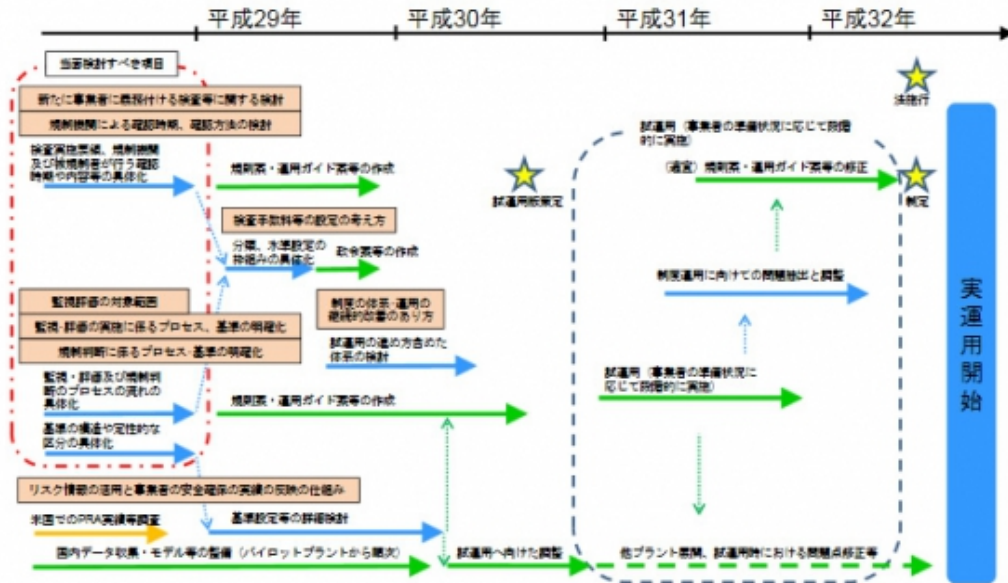 平成29年
平成30年
平成31年
平成32年
当面検討すべき項目
新たに事業者に義務付ける検査等に関する検討
規制機関による確認時期、確認方法の検討
検査実施要領、規制機関
及び被規制者が行う確認
時期や内容等の具体化
規則案・運用ガイド案等の作成
検査手数料等の設定の考え方
分類、水準設定の
枠組みの具体化
政令案等の作成
監視評価の対象範囲
監視・評価の実施に係るプロセス、基準の明確化
規制判断に係るプロセス・基準の明確化
制度の体系・運用の
継続的改善のあり方
試運用の進め方含めた
体系の検討
監視・評価及び規制判
断のプロセスの流れの
具体化
規則案・運用ガイド案等の作成
基準の構造や定性的な
区分の具体化
リスク情報の活用と事業者の安全確保の実績の反映の仕組み
米国でのPRA実績等調査
基準設定等の詳細検討
国内データ収集・モデル等の整備（パイロットプラントから順次）
試運用へ向けた調整
他プラント展開、試運用時における問題点修正等
試運用版策定
試運用（事業者の準備状況に応じて段階
的に実施）
（適宜）規則案・運用ガイド案等の修正
制度運用に向けての問題抽出と調整
試運用（事業者の準備状況に
応じて段階的に実施）
法施行
制定
実運用開始